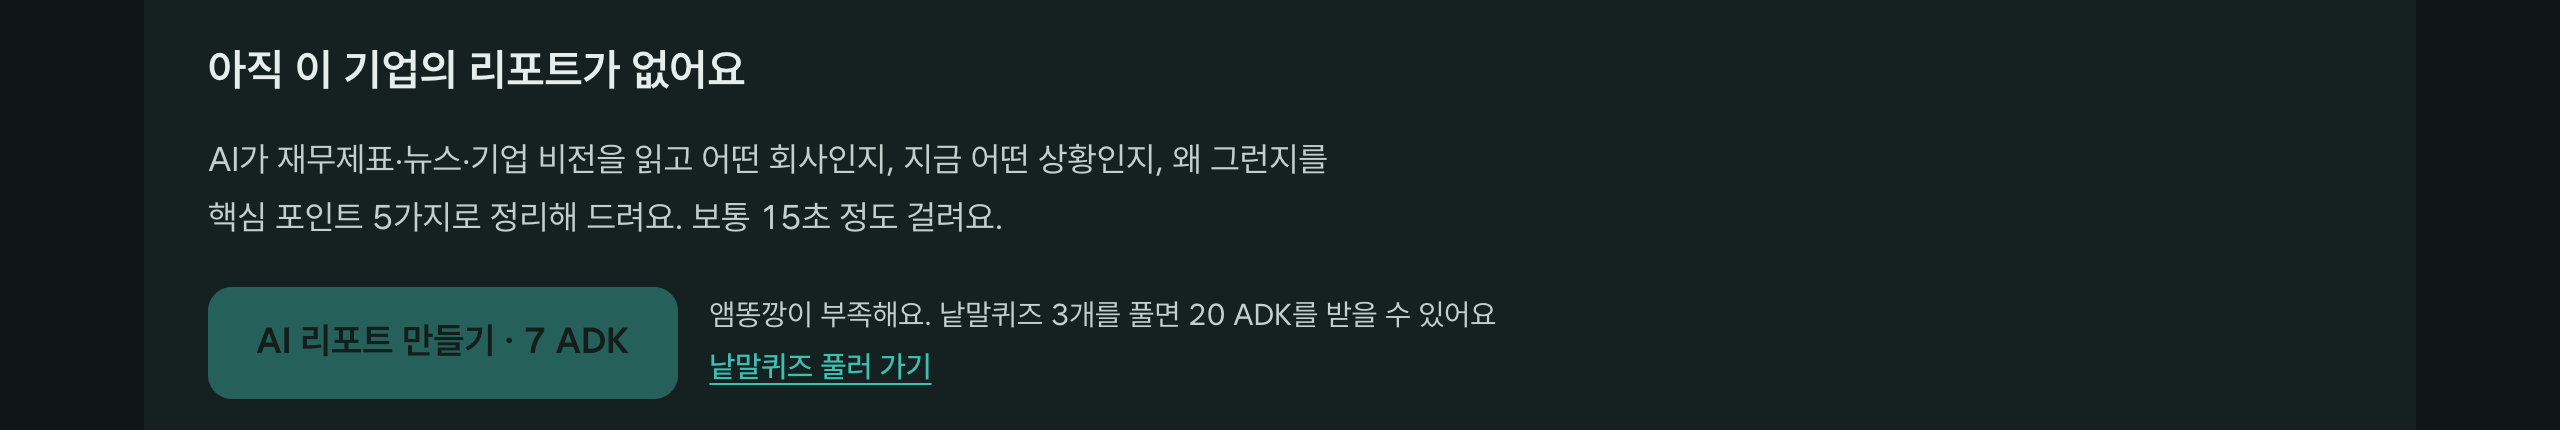 아직 이 기업의 리포트가 없어요
AI가 재무제표·뉴스·기업 비전을 읽고 어떤 회사인지, 지금 어떤 상황인지, 왜 그런지를
핵심 포인트 5가지로 정리해 드려요. 보통 15초 정도 걸려요.
AI 리포트 만들기 · 7 ADK
앰똥깡이 부족해요. 낱말퀴즈 3개를 풀면 20 ADK를 받을 수 있어요
낱말퀴즈 풀러 가기